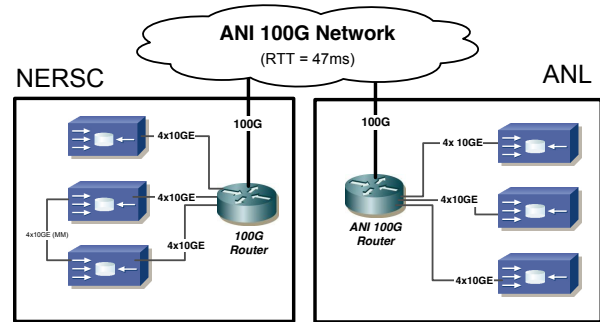 ANI 100G Network
(RTT = 47ms)
NERSC
ANL
100G
100G
4x10GE
4x10GE
4x10GE
4x10GE (MM)
100G
Router
ANI 100G
Router
4x 10GE
4x10GE
4x10GE